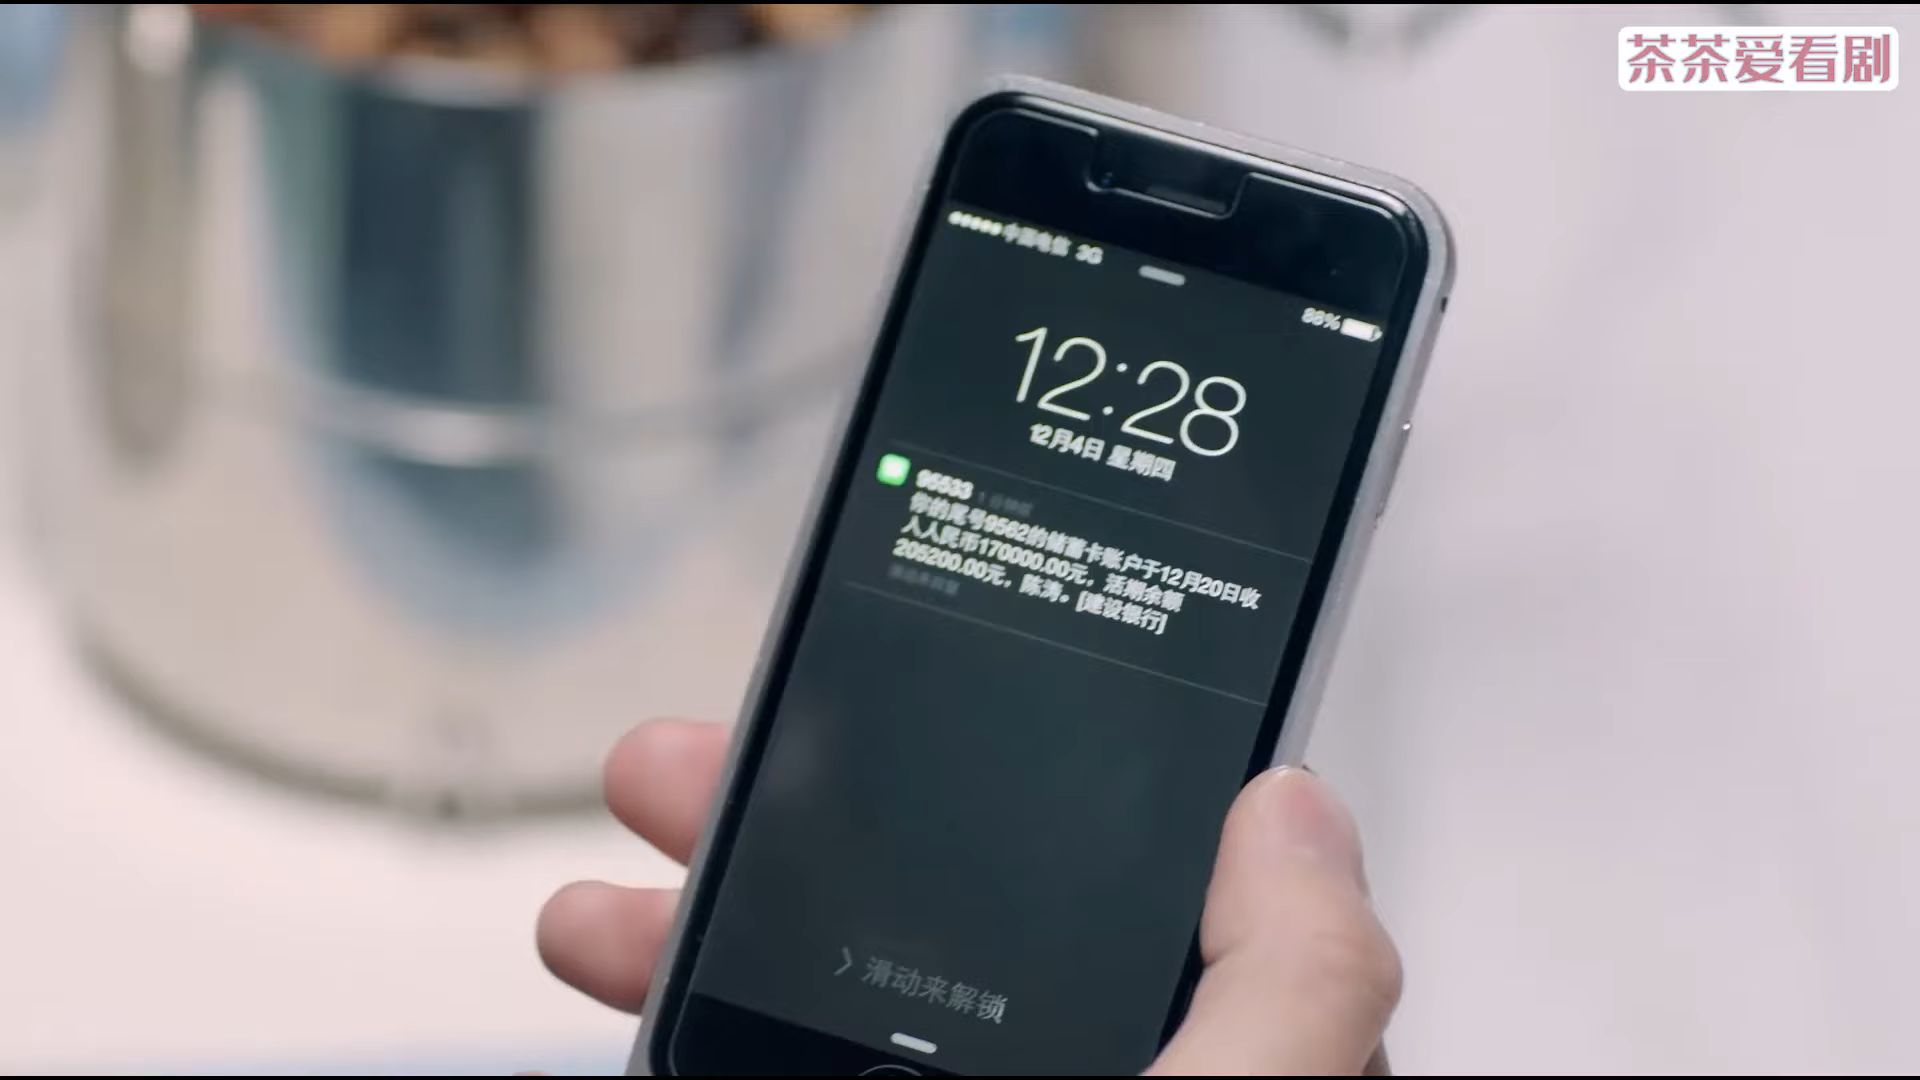 茶茶爱看剧
中国电信 3G
88%
12:28
12月4日 星期四
95533
你的尾号9562的储蓄卡账户于12月20日收
入人民币170000.00元，活期余额
205200.00元，陈涛。[建设银行]
滑动来解锁